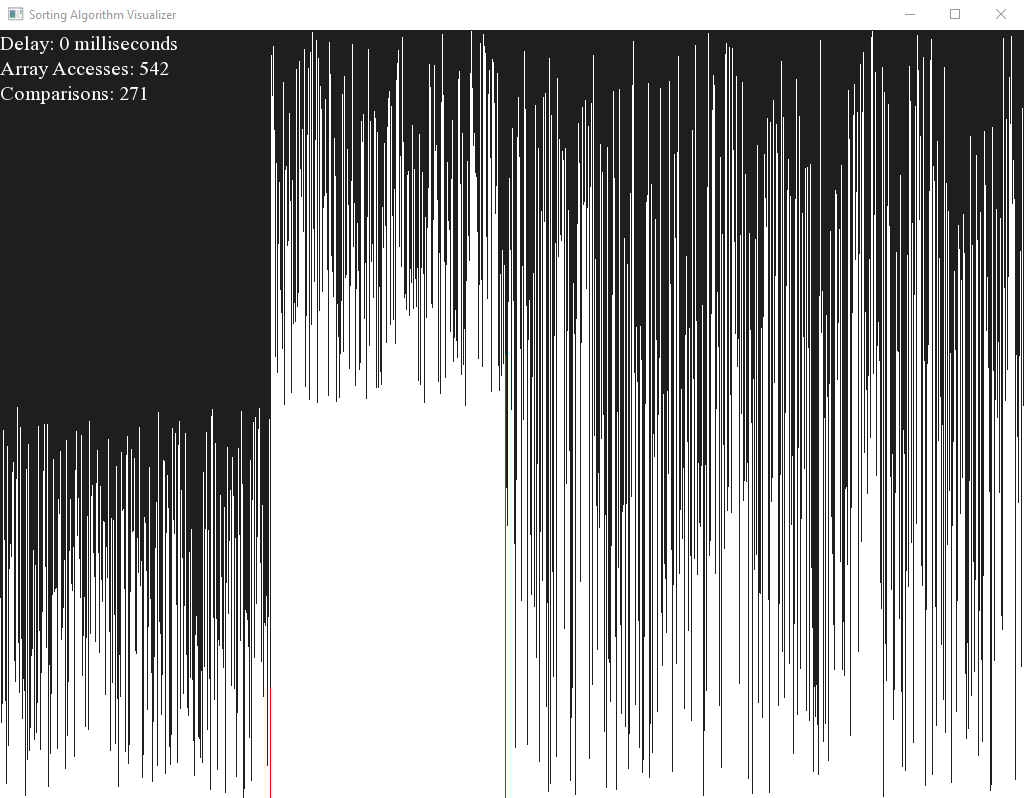 Sorting Algorithm Visualizer
Delay: 0 milliseconds
Array Accesses: 542
Comparisons: 271